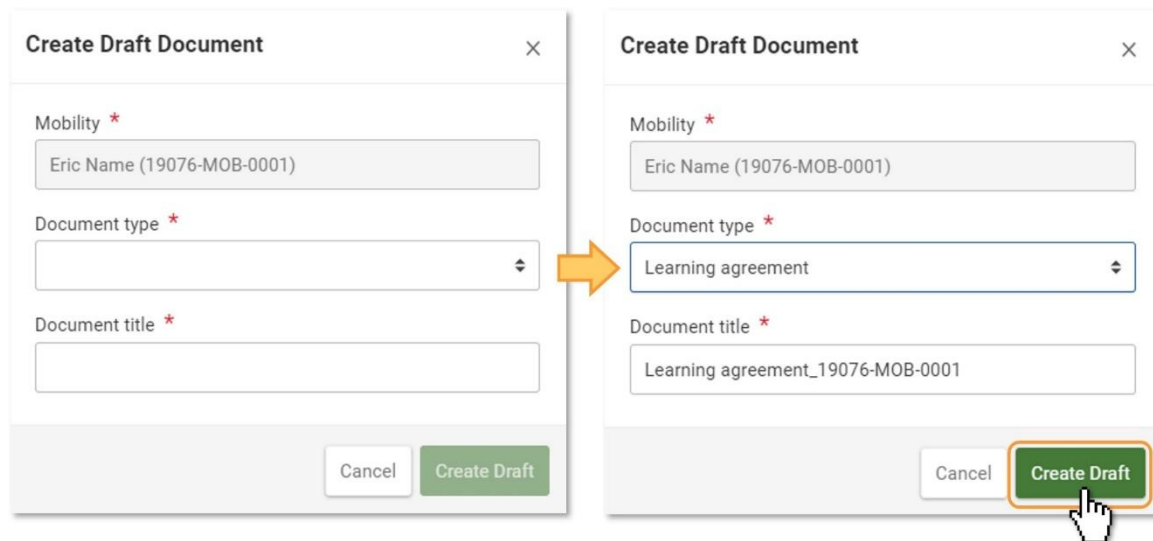 Create Draft Document
Mobility *
Eric Name (19076-MOB-0001)
Document type *
Document title *
Cancel
Create Draft
Create Draft Document
Mobility *
Eric Name (19076-MOB-0001)
Document type *
Learning agreement
Document title *
Learning agreement_19076-MOB-0001
Cancel
Create Draft